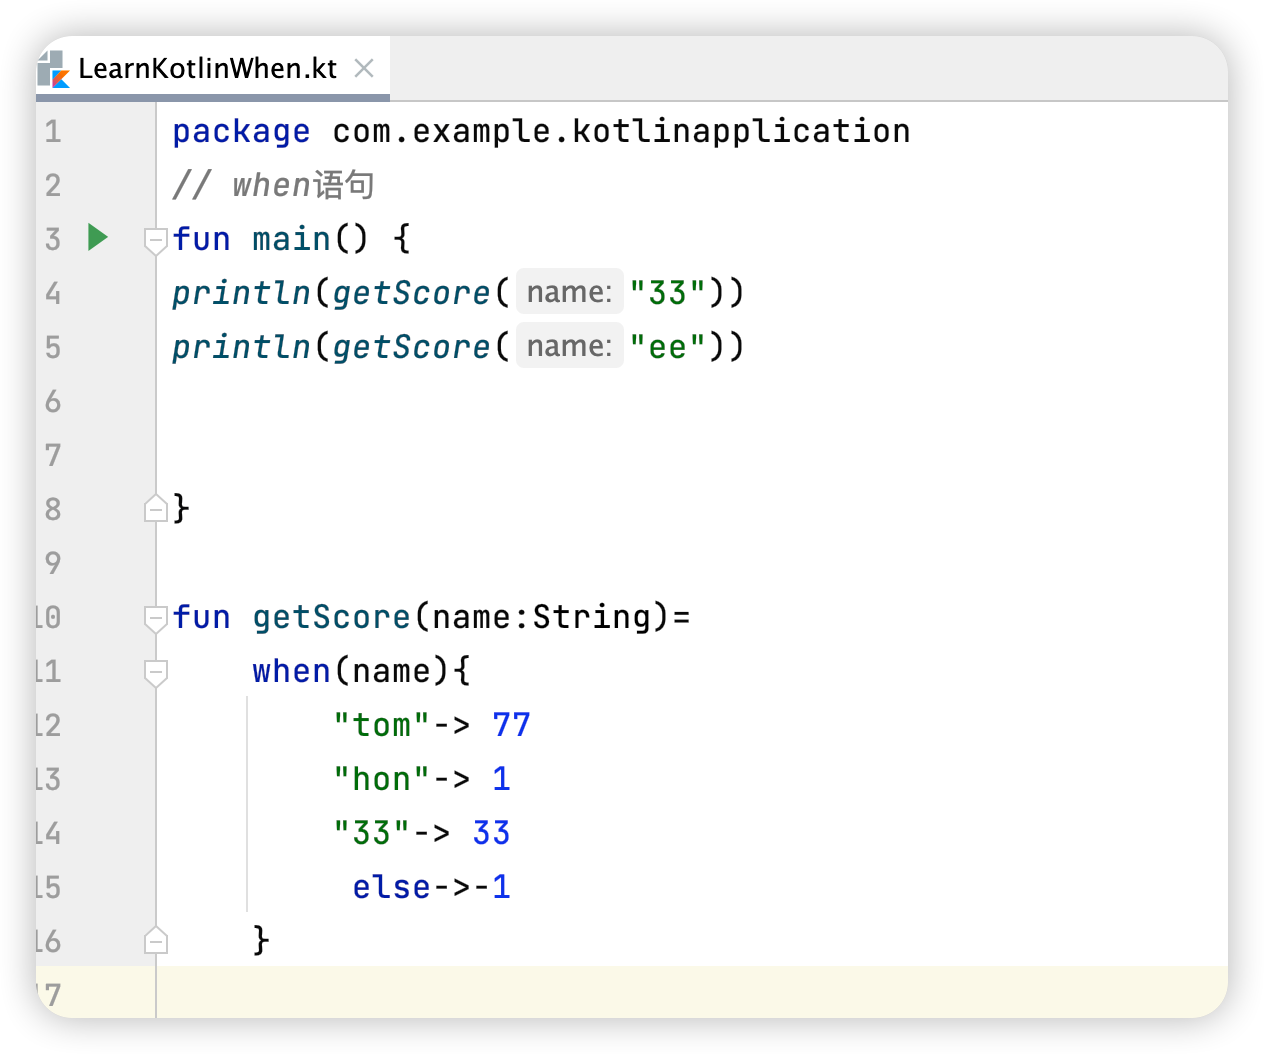 LearnKotlinWhen.kt
1 package com.example.kotlinapplication
2 // when语句
3 fun main() {
4 println(getScore( name: "33"))
5 println(getScore( name: "ee"))
6
7
8 }
9
10 fun getScore(name:String)=
11 when(name){
12 "tom"-> 77
13 "hon"-> 1
14 "33"-> 33
15 else->-1
16 }
17